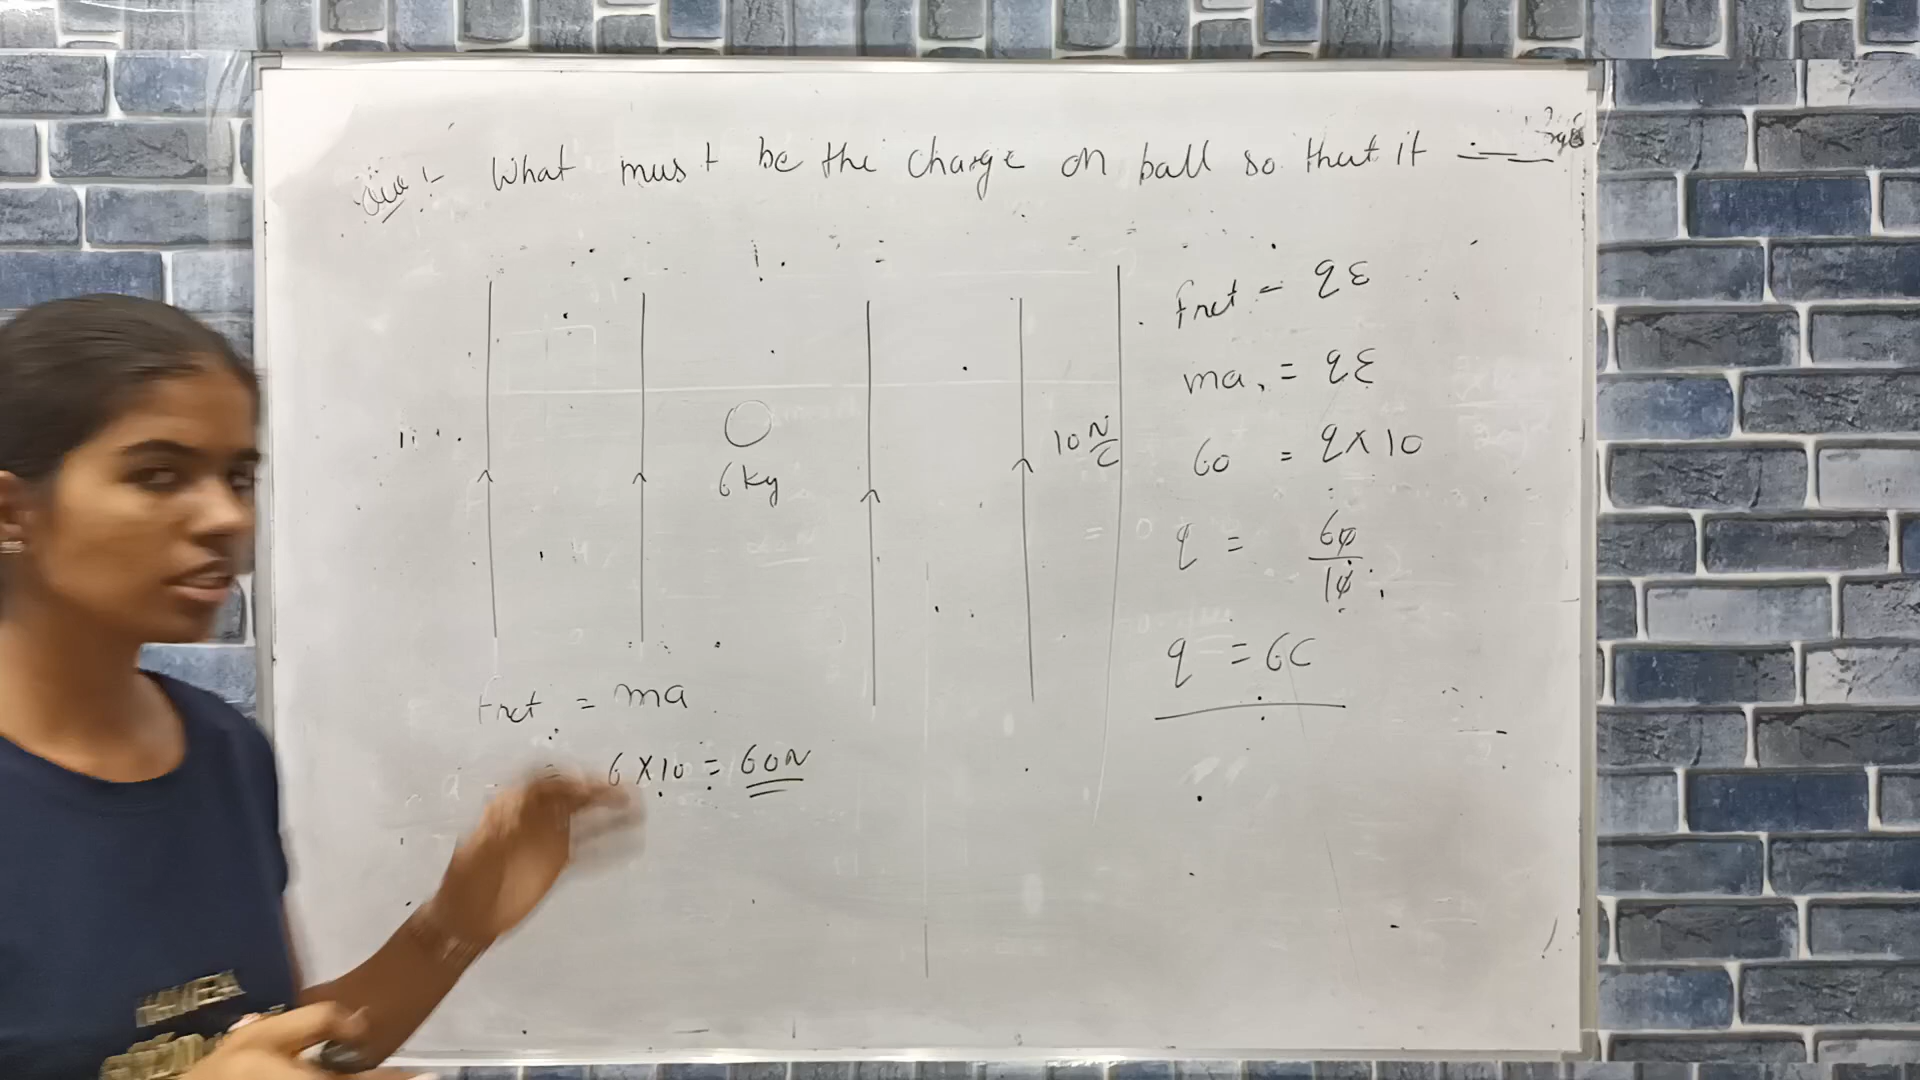 Que :- What must be the charge on ball so that it
10 N/C
6 kg
Fnet = ma
= 6 x 10 = 60N
Fnet = qE
ma = qE
60 = q x 10
q = 60/10
q = 6C